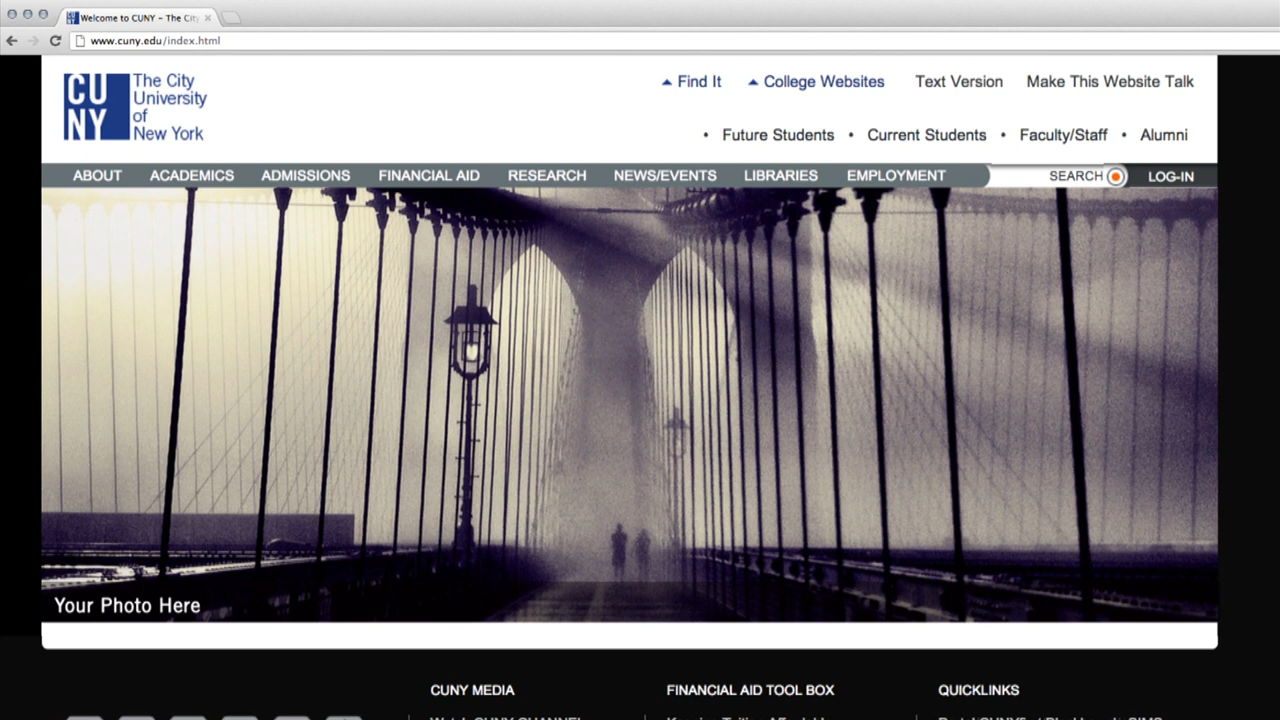 Welcome to CUNY – The City
www.cuny.edu/index.html
CU
NY
The City
University
of
New York
Find It
College Websites
Text Version
Make This Website Talk
• Future Students • Current Students • Faculty/Staff • Alumni
ABOUT ACADEMICS ADMISSIONS FINANCIAL AID RESEARCH NEWS/EVENTS LIBRARIES EMPLOYMENT SEARCH LOG-IN
Your Photo Here
CUNY MEDIA FINANCIAL AID TOOL BOX QUICKLINKS